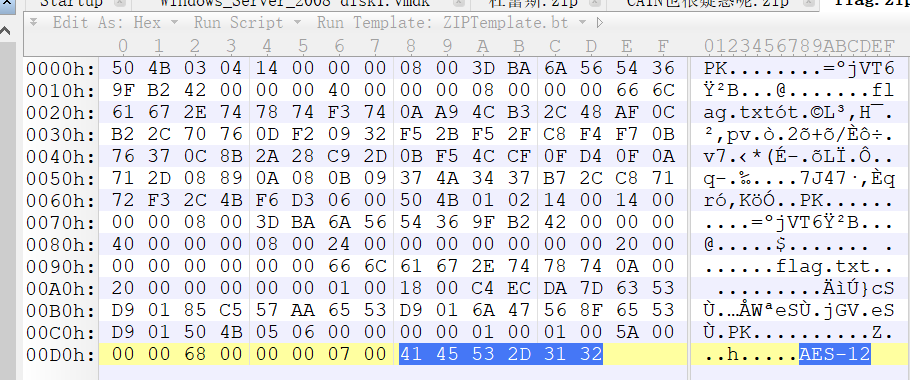 Startup
Windows_Server_2008 disk1.vmdk
杜雷斯.zip
CAIN也很疑惑呢.zip
flag.zip
Edit As: Hex Run Script Run Template: ZIPTemplate.bt
0 1 2 3 4 5 6 7 8 9 A B C D E F 0123456789ABCDEF
0000h: 50 4B 03 04 14 00 00 00 08 00 3D BA 6A 56 54 36 PK........=ºjVT6
0010h: 9F B2 42 00 00 00 40 00 00 00 08 00 00 00 66 6C Ÿ²B...@.......fl
0020h: 61 67 2E 74 78 74 F3 74 0A A9 4C B3 2C 48 AF 0C ag.txtót.©L³,H¯.
0030h: B2 2C 70 76 0D F2 09 32 F5 2B F5 2F C8 F4 F7 0B ²,pv.ò.2õ+õ/Èô÷.
0040h: 76 37 0C 8B 2A 28 C9 2D 0B F5 4C CF 0F D4 0F 0A v7.‹*(É-.õLÏ.Ô..
0050h: 71 2D 08 89 0A 08 0B 09 37 4A 34 37 B7 2C C8 71 q-.‰....7J47·,Èq
0060h: 72 F3 2C 4B F6 D3 06 00 50 4B 01 02 14 00 14 00 ró,KöÓ..PK......
0070h: 00 00 08 00 3D BA 6A 56 54 36 9F B2 42 00 00 00 ....=ºjVT6Ÿ²B...
0080h: 40 00 00 00 08 00 24 00 00 00 00 00 00 00 20 00 @.....$....... .
0090h: 00 00 00 00 00 00 66 6C 61 67 2E 74 78 74 0A 00 ......flag.txt..
00A0h: 20 00 00 00 00 00 01 00 18 00 C4 EC DA 7D 63 53  .........ÄìÚ}cS
00B0h: D9 01 85 C5 57 AA 65 53 D9 01 6A 47 56 8F 65 53 Ù.…ÅWªeSÙ.jGV.eS
00C0h: D9 01 50 4B 05 06 00 00 00 00 01 00 01 00 5A 00 Ù.PK..........Z.
00D0h: 00 00 68 00 00 00 07 00 41 45 53 2D 31 32 ..h.....AES-12